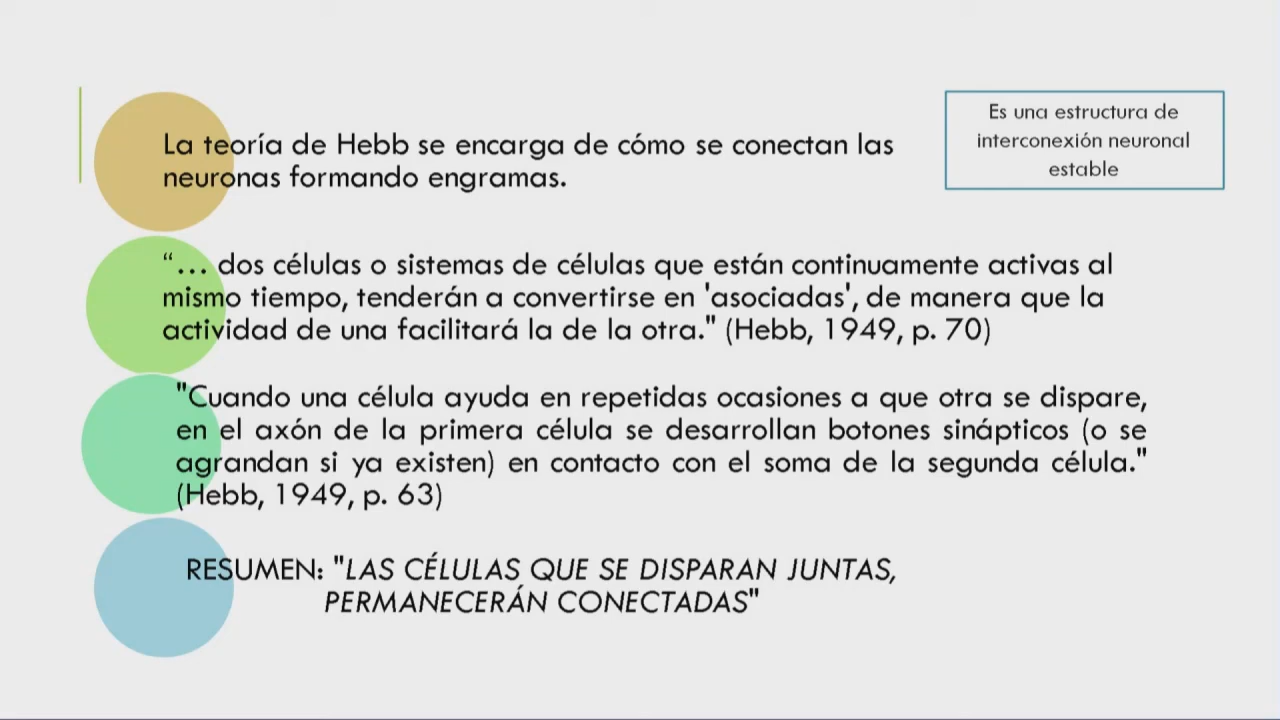 La teoría de Hebb se encarga de cómo se conectan las
neuronas formando engramas.
Es una estructura de
interconexión neuronal
estable
“... dos células o sistemas de células que están continuamente activas al
mismo tiempo, tenderán a convertirse en 'asociadas', de manera que la
actividad de una facilitará la de la otra." (Hebb, 1949, p. 70)
"Cuando una célula ayuda en repetidas ocasiones a que otra se dispare,
en el axón de la primera célula se desarrollan botones sinápticos (o se
agrandan si ya existen) en contacto con el soma de la segunda célula."
(Hebb, 1949, p. 63)
RESUMEN: "LAS CÉLULAS QUE SE DISPARAN JUNTAS,
PERMANECERÁN CONECTADAS"